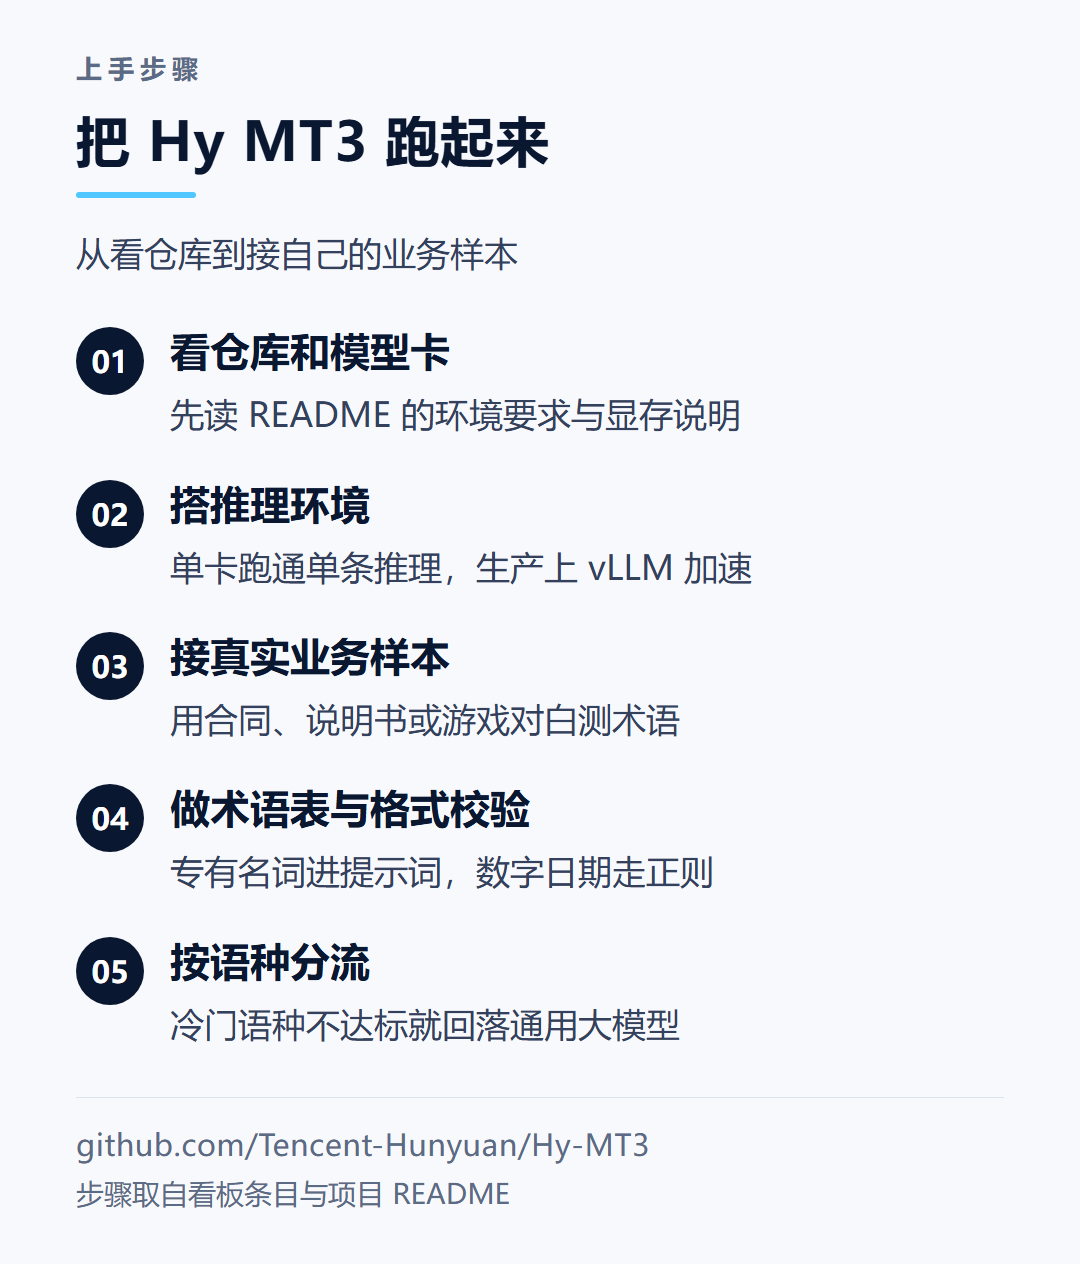 上手步骤
把 Hy MT3 跑起来
从看仓库到接自己的业务样本
01
看仓库和模型卡
先读 README 的环境要求与显存说明
02
搭推理环境
单卡跑通单条推理，生产上 vLLM 加速
03
接真实业务样本
用合同、说明书或游戏对白测术语
04
做术语表与格式校验
专有名词进提示词，数字日期走正则
05
按语种分流
冷门语种不达标就回落通用大模型
github.com/Tencent-Hunyuan/Hy-MT3
步骤取自看板条目与项目 README